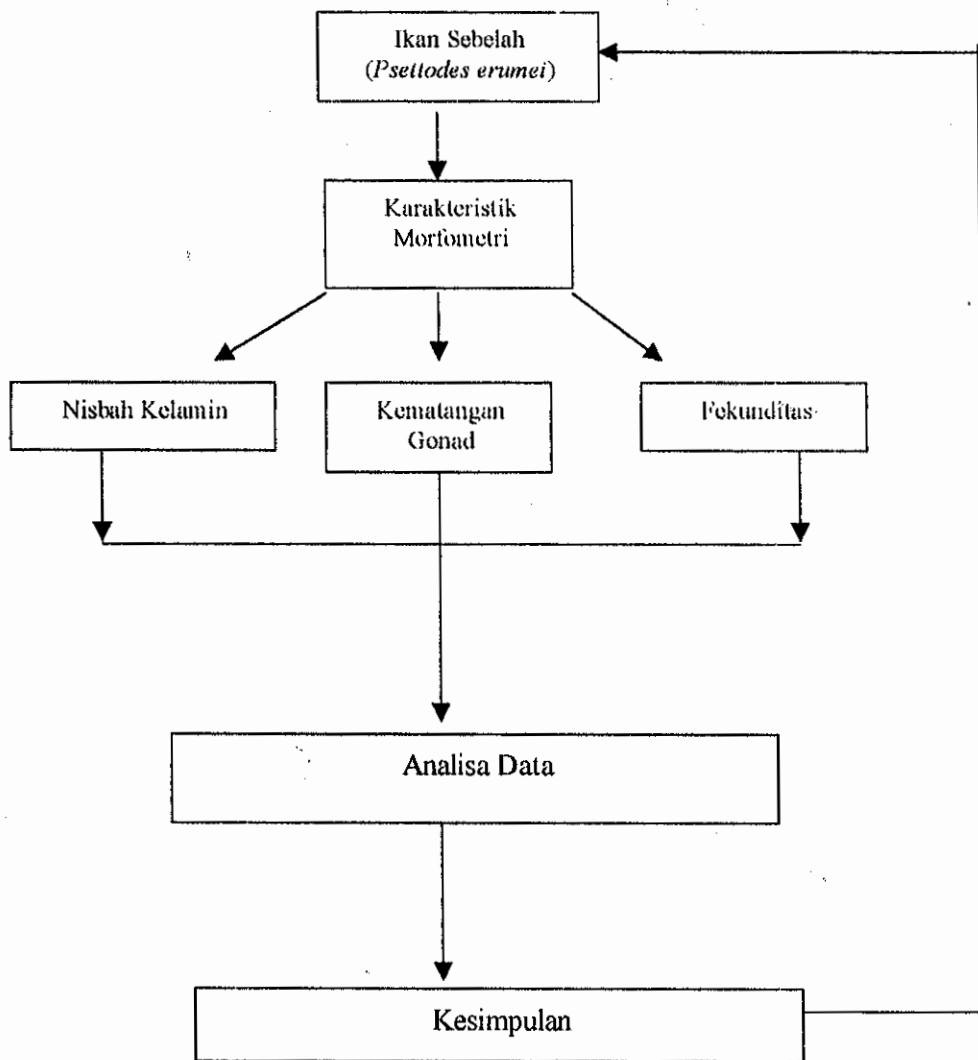 Ikan Sebelah
(Psettodes erumei)
Karakteristik
Morfometri
Nisbah Kelamin
Kematangan
Gonad
Fekunditas
Analisa Data
Kesimpulan